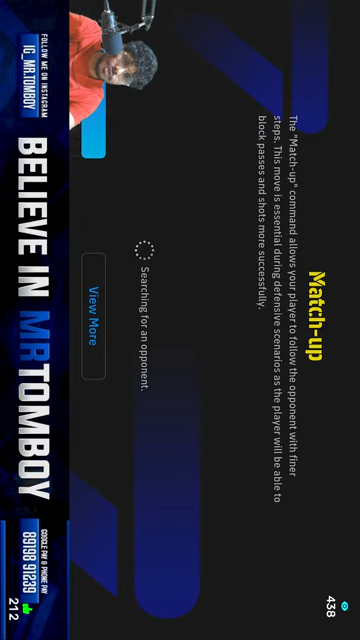 438
Match-up
The "Match-up" command allows your player to follow the opponent with finer
steps. This move is essential during defensive scenarios as the player will be able to
block passes and shots more successfully.
Searching for an opponent.
View More
FOLLOW ME ON INSTAGRAM
IG_MR.TOMBOY
BELIEVE IN MRTOMBOY
GOOGLE PAY & PHONE PAY
89198 91239
212